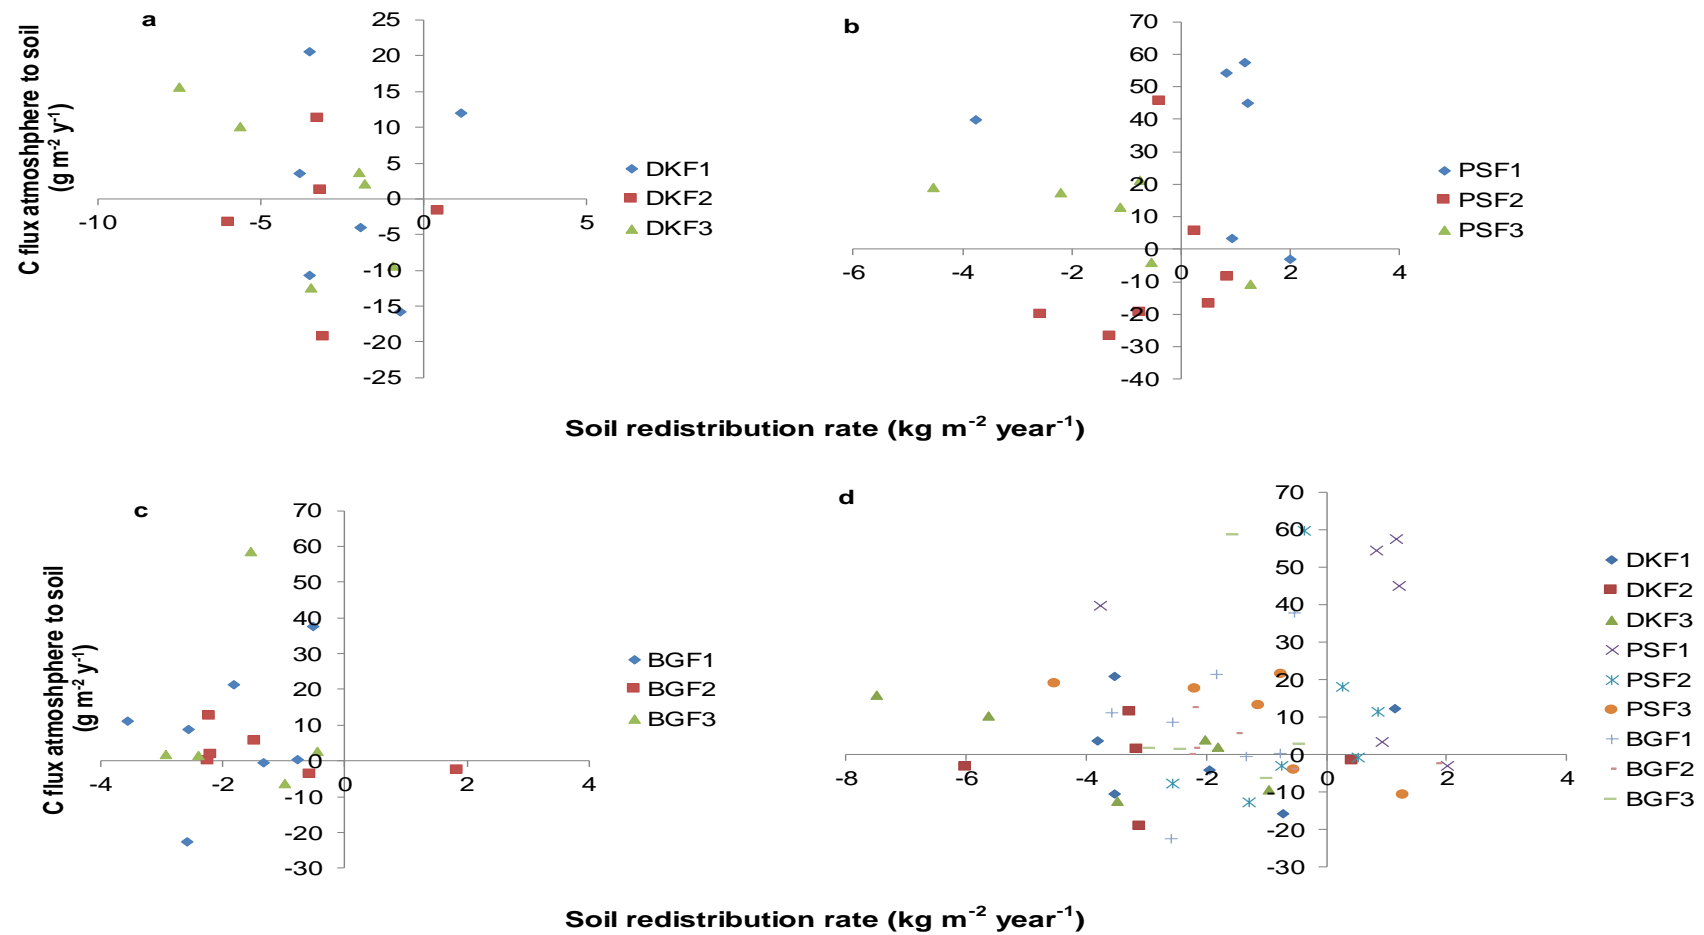 a
C flux atmoshphere to soil
(g m-2 y-1)
25
20
15
10
5
0
-5
-10
-15
-20
-25
-10
-5
0
5
DKF1
DKF2
DKF3
b
70
60
50
40
30
20
10
0
-10
-20
-30
-40
-6
-4
-2
0
2
4
PSF1
PSF2
PSF3
Soil redistribution rate (kg m-2 year-1)
c
C flux atmoshphere to soil
(g m-2 y-1)
70
60
50
40
30
20
10
0
-10
-20
-30
-4
-2
0
2
4
BGF1
BGF2
BGF3
d
70
60
50
40
30
20
10
0
-10
-20
-30
-8
-6
-4
-2
0
2
4
DKF1
DKF2
DKF3
PSF1
PSF2
PSF3
BGF1
BGF2
BGF3
Soil redistribution rate (kg m-2 year-1)